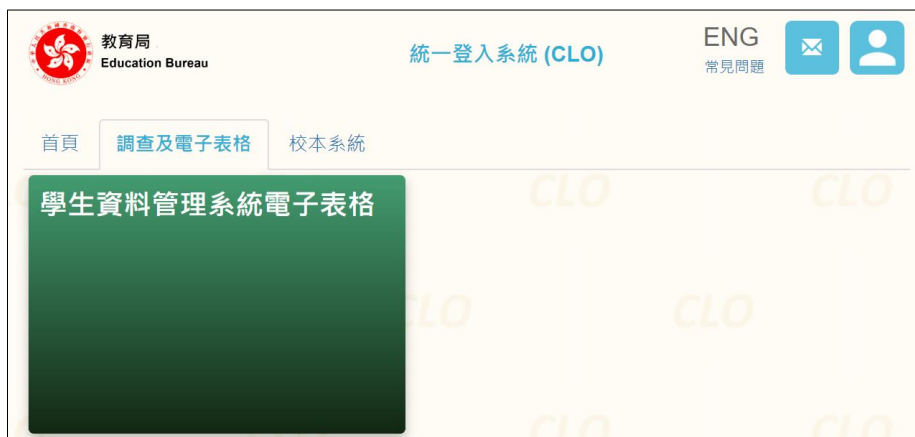 教育局
Education Bureau
統一登入系統 (CLO)
ENG
常見問題
首頁
調查及電子表格
校本系統
學生資料管理系統電子表格
CLO
CLO
CLO
CLO
CLO
CLO